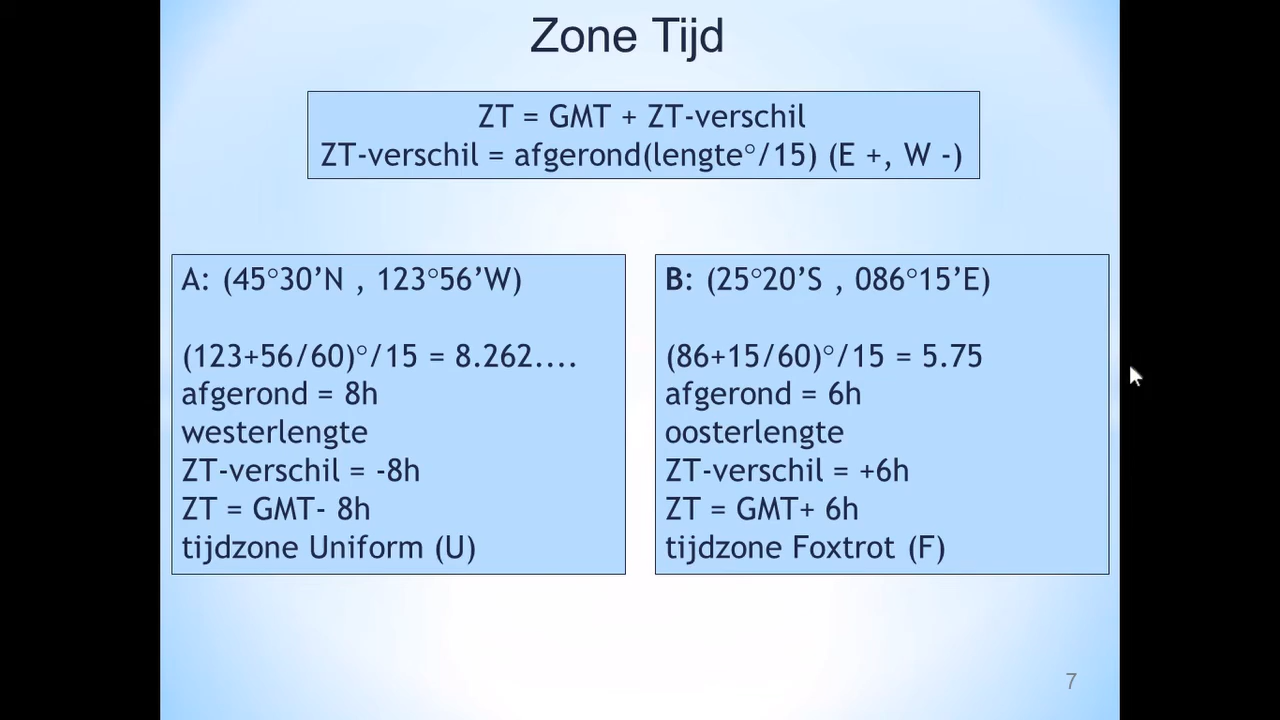 Zone Tijd
ZT = GMT + ZT-verschil
ZT-verschil = afgerond(lengte°/15) (E +, W -)
A: (45°30’N , 123°56’W)
(123+56/60)°/15 = 8.262....
afgerond = 8h
westerlengte
ZT-verschil = -8h
ZT = GMT- 8h
tijdzone Uniform (U)
B: (25°20’S , 086°15’E)
(86+15/60)°/15 = 5.75
afgerond = 6h
oosterlengte
ZT-verschil = +6h
ZT = GMT+ 6h
tijdzone Foxtrot (F)
7